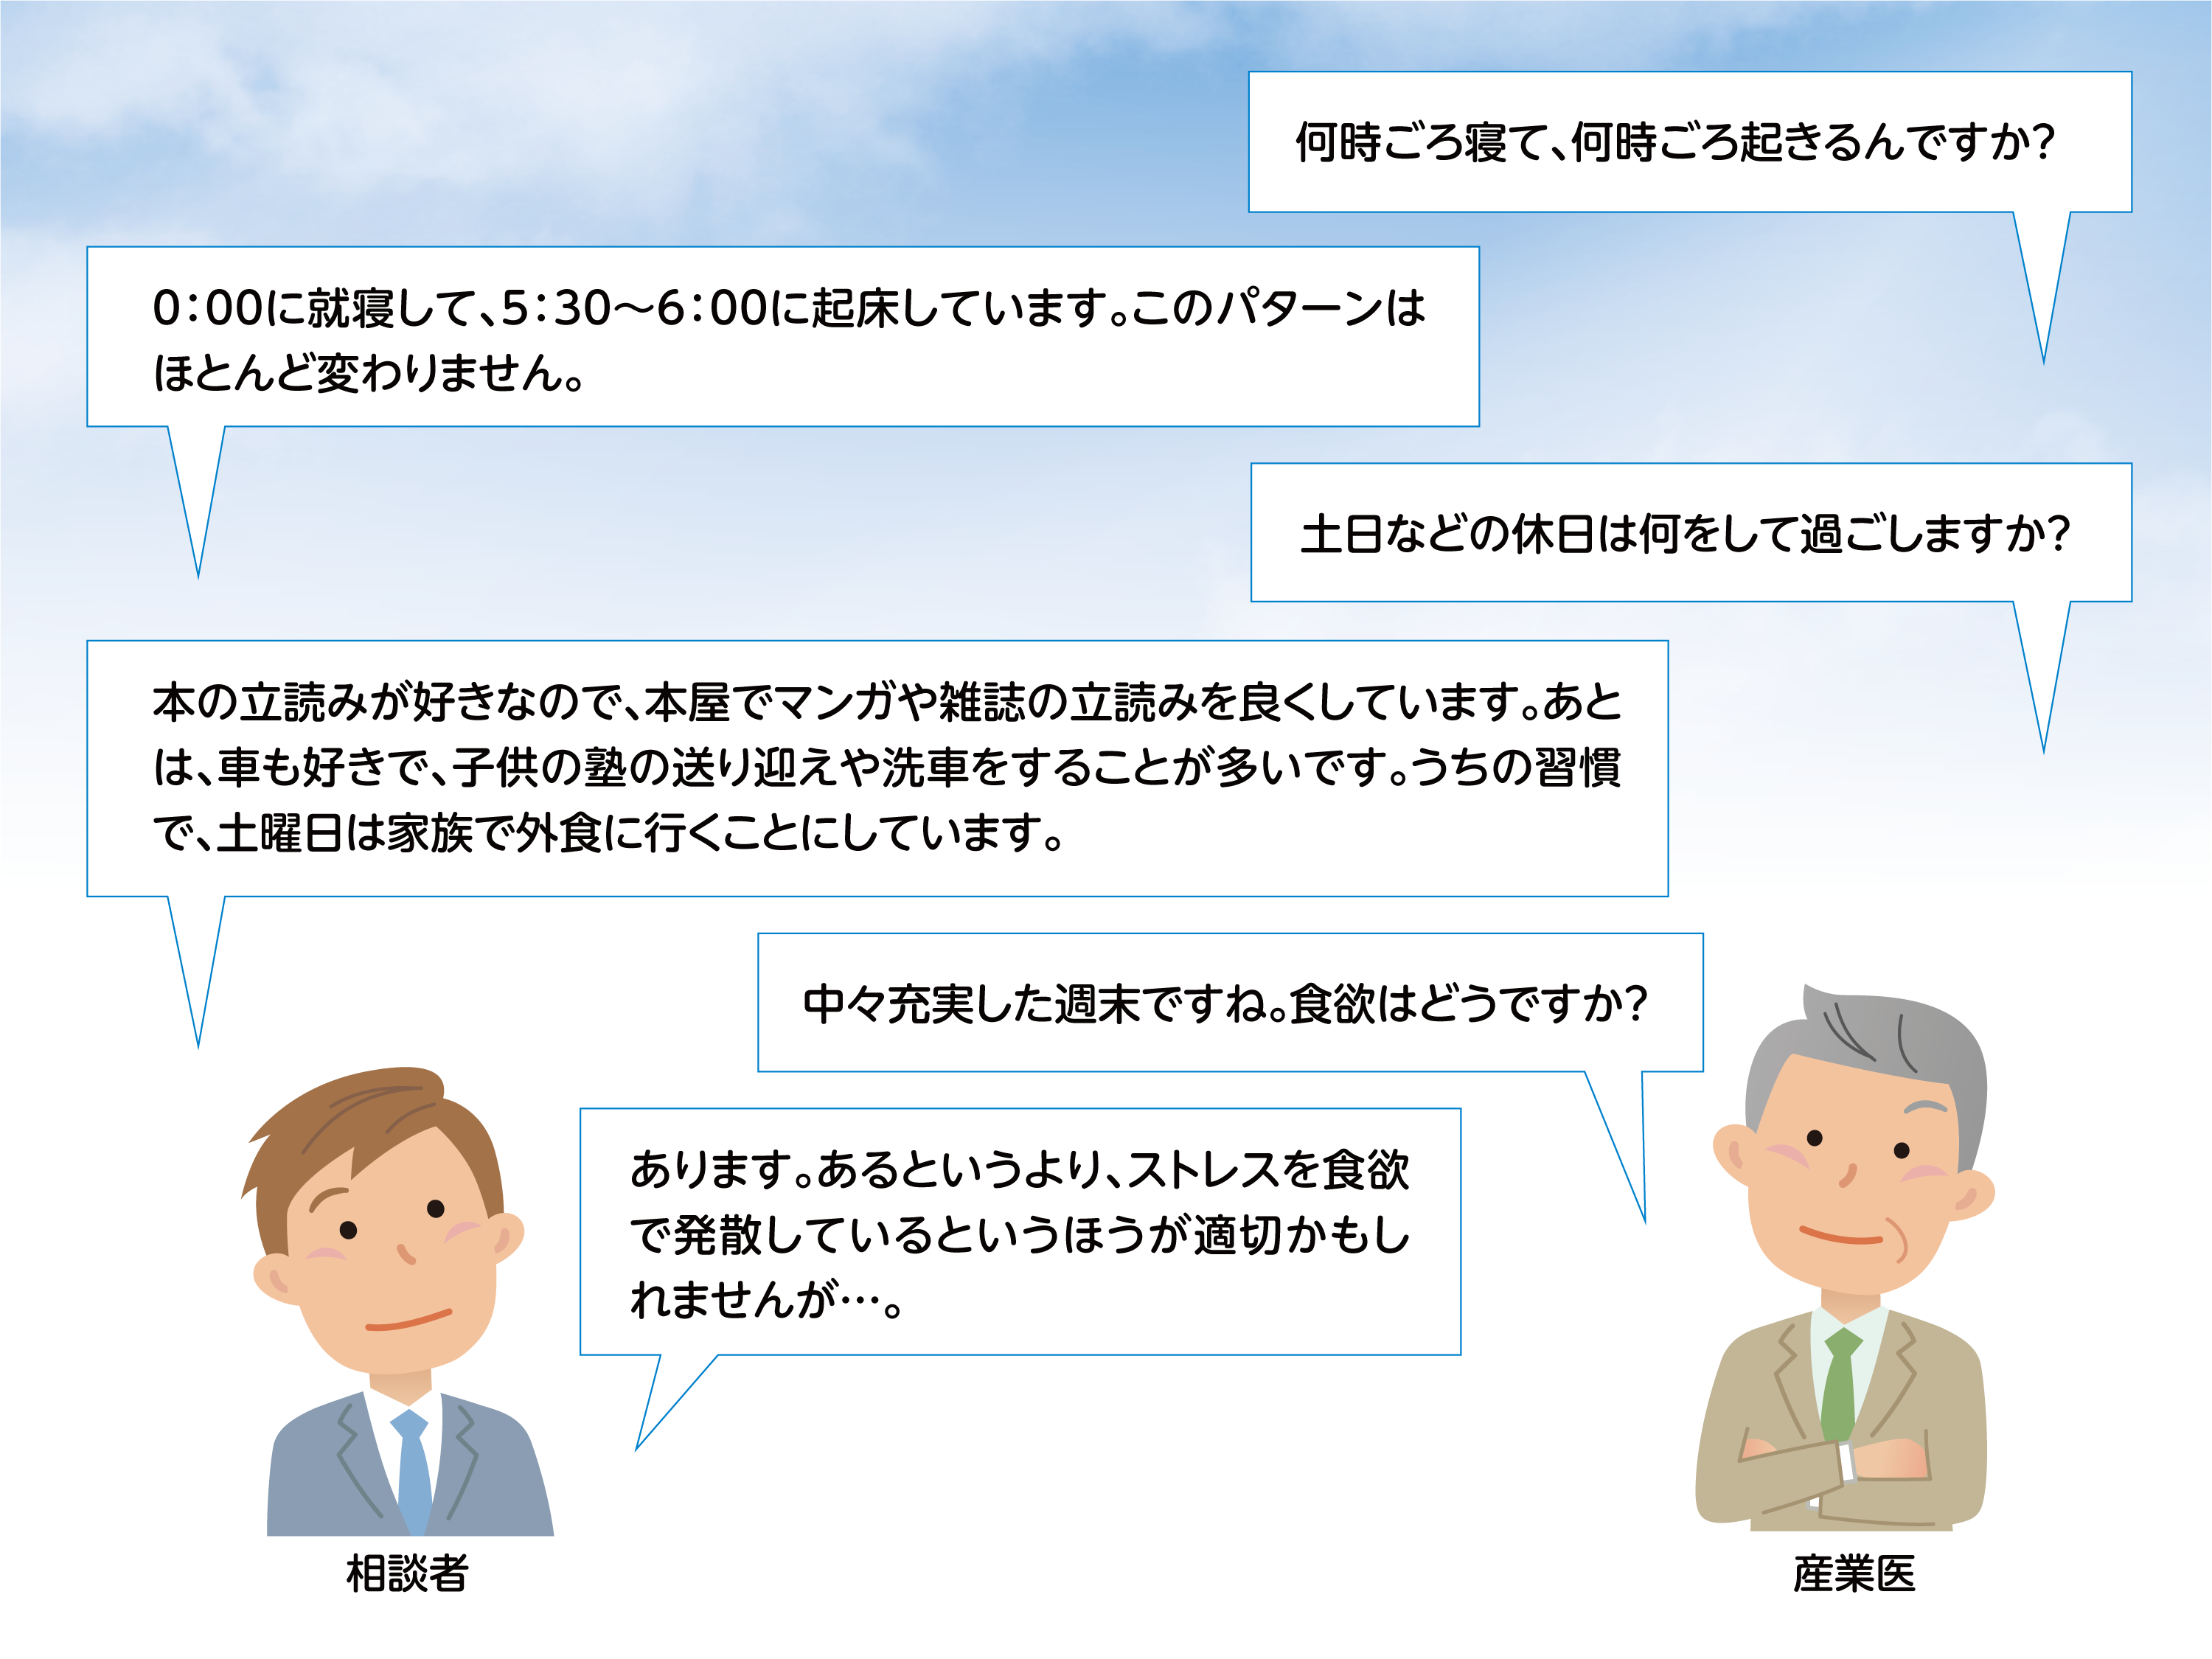 何時ごろ寝て、何時ごろ起きるんですか？
0：00に就寝して、5：30～6：00に起床しています。このパターンは
ほとんど変わりません。
土日などの休日は何をして過ごしますか？
本の立読みが好きなので、本屋でマンガや雑誌の立読みを良くしています。あと
は、車も好きで、子供の塾の送り迎えや洗車をすることが多いです。うちの習慣
で、土曜日は家族で外食に行くことにしています。
中々充実した週末ですね。食欲はどうですか？
あります。あるというより、ストレスを食欲
で発散しているというほうが適切かもし
れませんが…。
相談者
産業医